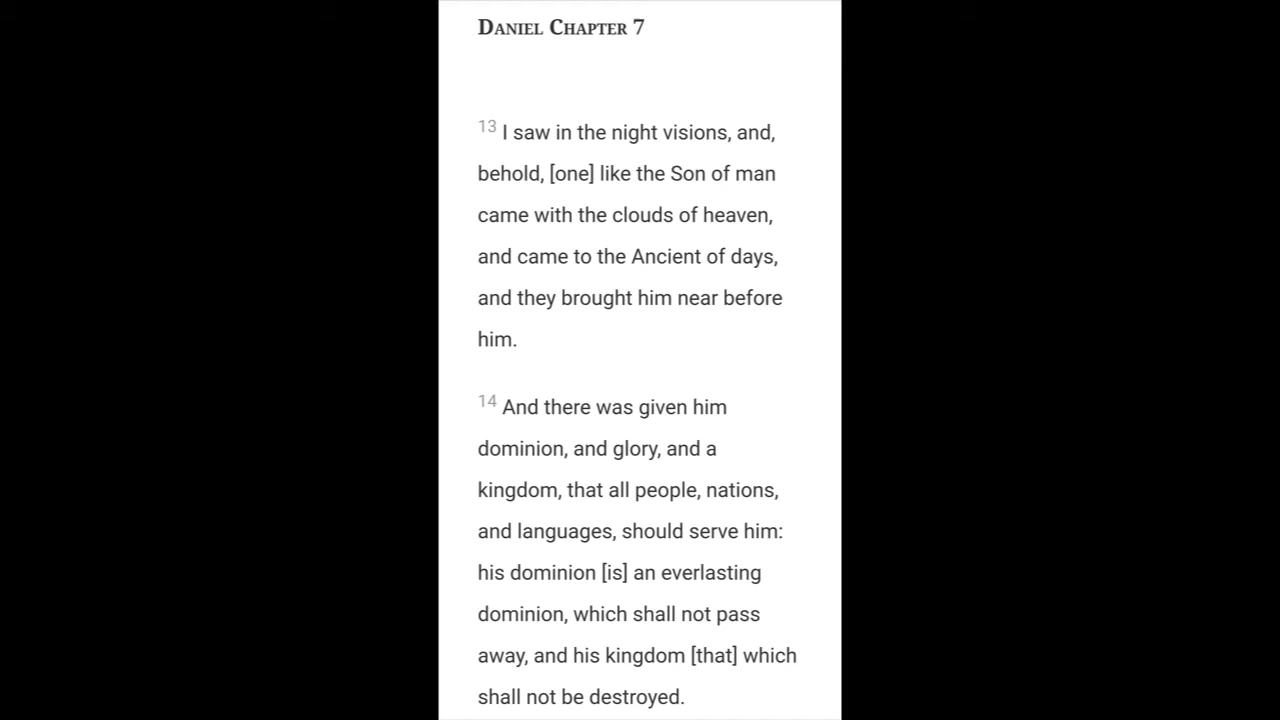 DANIEL CHAPTER 7
13 I saw in the night visions, and,
behold, [one] like the Son of man
came with the clouds of heaven,
and came to the Ancient of days,
and they brought him near before
him.
14 And there was given him
dominion, and glory, and a
kingdom, that all people, nations,
and languages, should serve him:
his dominion [is] an everlasting
dominion, which shall not pass
away, and his kingdom [that] which
shall not be destroyed.